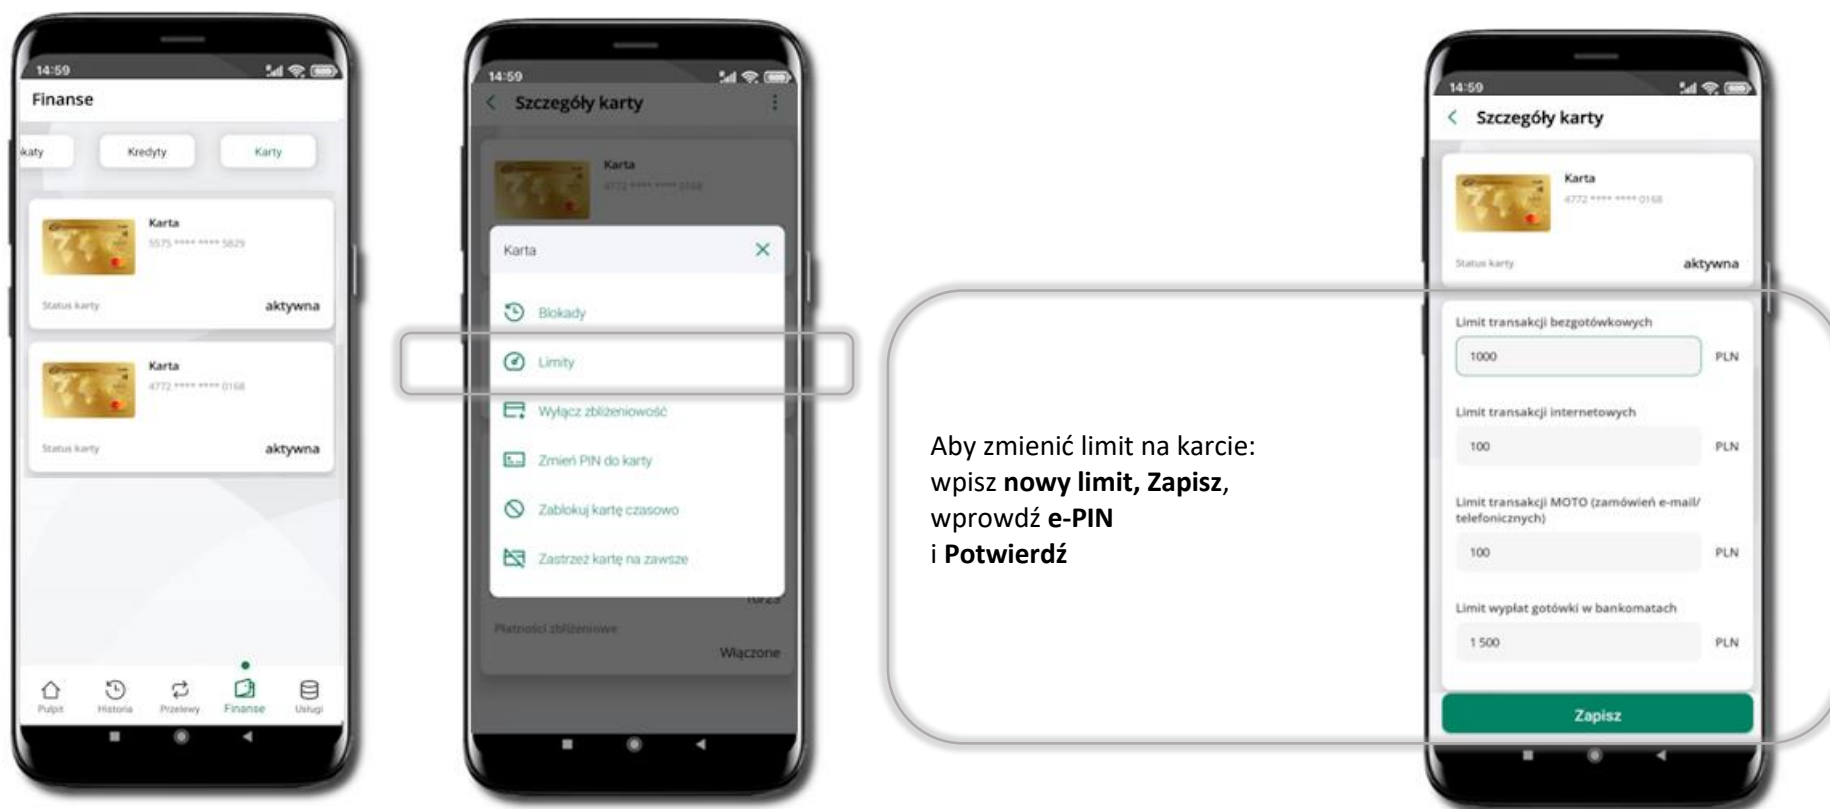 14:59
Finanse
katy
Kredyty
Karty
Karta
5575 **** **** 5829
Status karty
aktywna
Karta
4772 **** **** 0168
Status karty
aktywna
Pulpit
Historia
Przelewy
Finanse
Usługi
14:59
Szczegóły karty
Karta
4772 **** **** 0168
Karta
Blokady
Limity
Wyłącz zbliżeniowość
Zmień PIN do karty
Zablokuj kartę czasowo
Zastrzeż kartę na zawsze
10/23
Płatności zbliżeniowe
Włączone
Aby zmienić limit na karcie:
wpisz nowy limit, Zapisz,
wprowdź e-PIN
i Potwierdź
14:59
Szczegóły karty
Karta
4772 **** **** 0168
Status karty
aktywna
Limit transakcji bezgotówkowych
1000 PLN
Limit transakcji internetowych
100 PLN
Limit transakcji MOTO (zamówień e-mail/
telefonicznych)
100 PLN
Limit wypłat gotówki w bankomatach
1 500 PLN
Zapisz